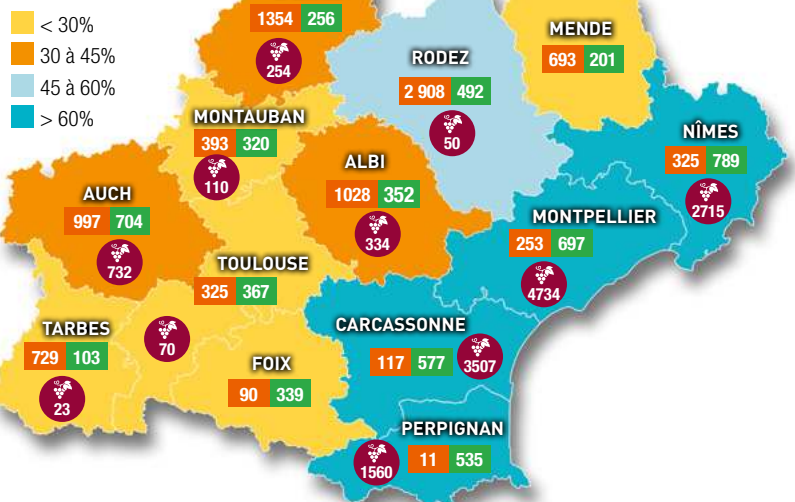 < 30%
30 à 45%
45 à 60%
> 60%
1354 256
254
RODEZ
2 908 492
50
MENDE
693 201
MONTAUBAN
393 320
110
NÎMES
325 789
2715
ALBI
1028 352
334
AUCH
997 704
732
MONTPELLIER
253 697
4734
TOULOUSE
325 367
70
TARBES
729 103
23
CARCASSONNE
117 577
3507
FOIX
90 339
PERPIGNAN
11 535
1560